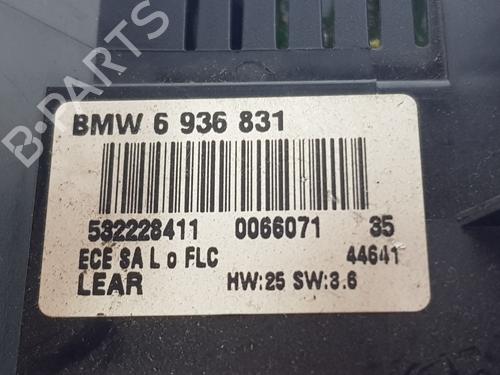 B-PARTS
BMW 6 936 831
532228411 0066071 35
ECE SA L o FLC 44641
LEAR HW:25 SW:3.6